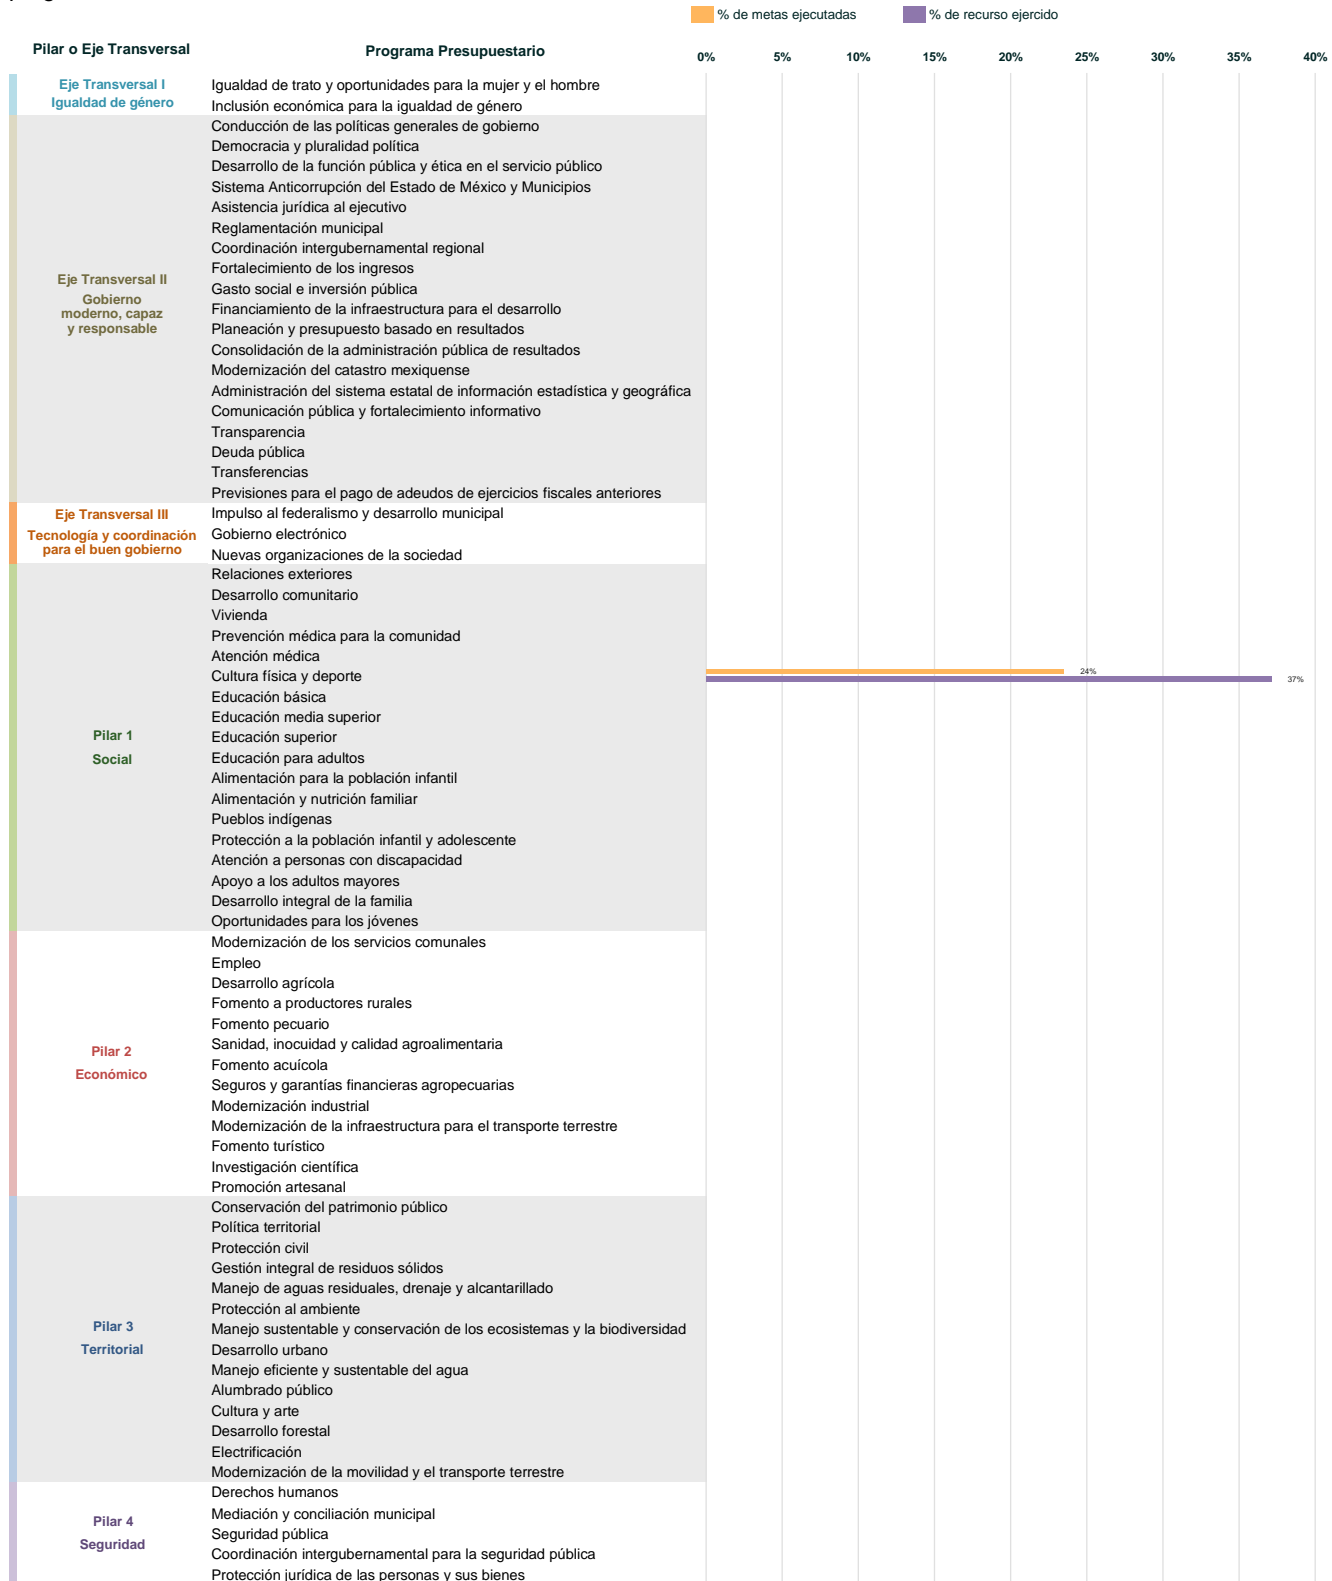 % de metas ejecutadas % de recurso ejercido
Pilar o Eje Transversal Programa Presupuestario 0% 5% 10% 15% 20% 25% 30% 35% 40%
Eje Transversal I
Igualdad de género
Igualdad de trato y oportunidades para la mujer y el hombre
Inclusión económica para la igualdad de género
Eje Transversal II
Gobierno
moderno, capaz
y responsable
Conducción de las políticas generales de gobierno
Democracia y pluralidad política
Desarrollo de la función pública y ética en el servicio público
Sistema Anticorrupción del Estado de México y Municipios
Asistencia jurídica al ejecutivo
Reglamentación municipal
Coordinación intergubernamental regional
Fortalecimiento de los ingresos
Gasto social e inversión pública
Financiamiento de la infraestructura para el desarrollo
Planeación y presupuesto basado en resultados
Consolidación de la administración pública de resultados
Modernización del catastro mexiquense
Administración del sistema estatal de información estadística y geográfica
Comunicación pública y fortalecimiento informativo
Transparencia
Deuda pública
Transferencias
Previsiones para el pago de adeudos de ejercicios fiscales anteriores
Eje Transversal III
Tecnología y coordinación
para el buen gobierno
Impulso al federalismo y desarrollo municipal
Gobierno electrónico
Nuevas organizaciones de la sociedad
Pilar 1
Social
Relaciones exteriores
Desarrollo comunitario
Vivienda
Prevención médica para la comunidad
Atención médica
Cultura física y deporte
24%
37%
Educación básica
Educación media superior
Educación superior
Educación para adultos
Alimentación para la población infantil
Alimentación y nutrición familiar
Pueblos indígenas
Protección a la población infantil y adolescente
Atención a personas con discapacidad
Apoyo a los adultos mayores
Desarrollo integral de la familia
Oportunidades para los jóvenes
Pilar 2
Económico
Modernización de los servicios comunales
Empleo
Desarrollo agrícola
Fomento a productores rurales
Fomento pecuario
Sanidad, inocuidad y calidad agroalimentaria
Fomento acuícola
Seguros y garantías financieras agropecuarias
Modernización industrial
Modernización de la infraestructura para el transporte terrestre
Fomento turístico
Investigación científica
Promoción artesanal
Pilar 3
Territorial
Conservación del patrimonio público
Política territorial
Protección civil
Gestión integral de residuos sólidos
Manejo de aguas residuales, drenaje y alcantarillado
Protección al ambiente
Manejo sustentable y conservación de los ecosistemas y la biodiversidad
Desarrollo urbano
Manejo eficiente y sustentable del agua
Alumbrado público
Cultura y arte
Desarrollo forestal
Electrificación
Modernización de la movilidad y el transporte terrestre
Pilar 4
Seguridad
Derechos humanos
Mediación y conciliación municipal
Seguridad pública
Coordinación intergubernamental para la seguridad pública
Protección jurídica de las personas y sus bienes